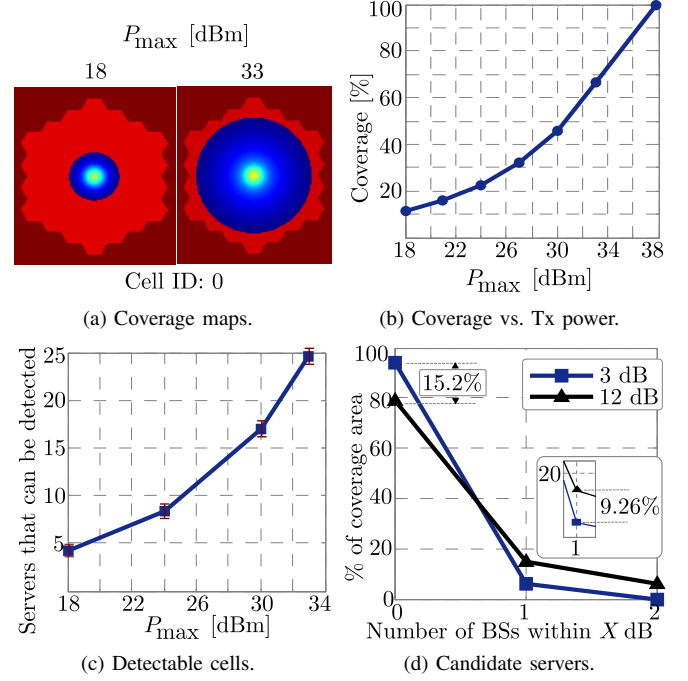 P_max [dBm]
18 33
Cell ID: 0
(a) Coverage maps.
Coverage [%]
100
80
60
40
20
18 22 26 30 34 38
P_max [dBm]
(b) Coverage vs. Tx power.
Servers that can be detected
25
20
15
10
5
18 22 26 30 34
P_max [dBm]
(c) Detectable cells.
% of coverage area
100
80
60
40
20
0
0 1 2
15.2%
3 dB
12 dB
20
9.26%
1
Number of BSs within X dB
(d) Candidate servers.